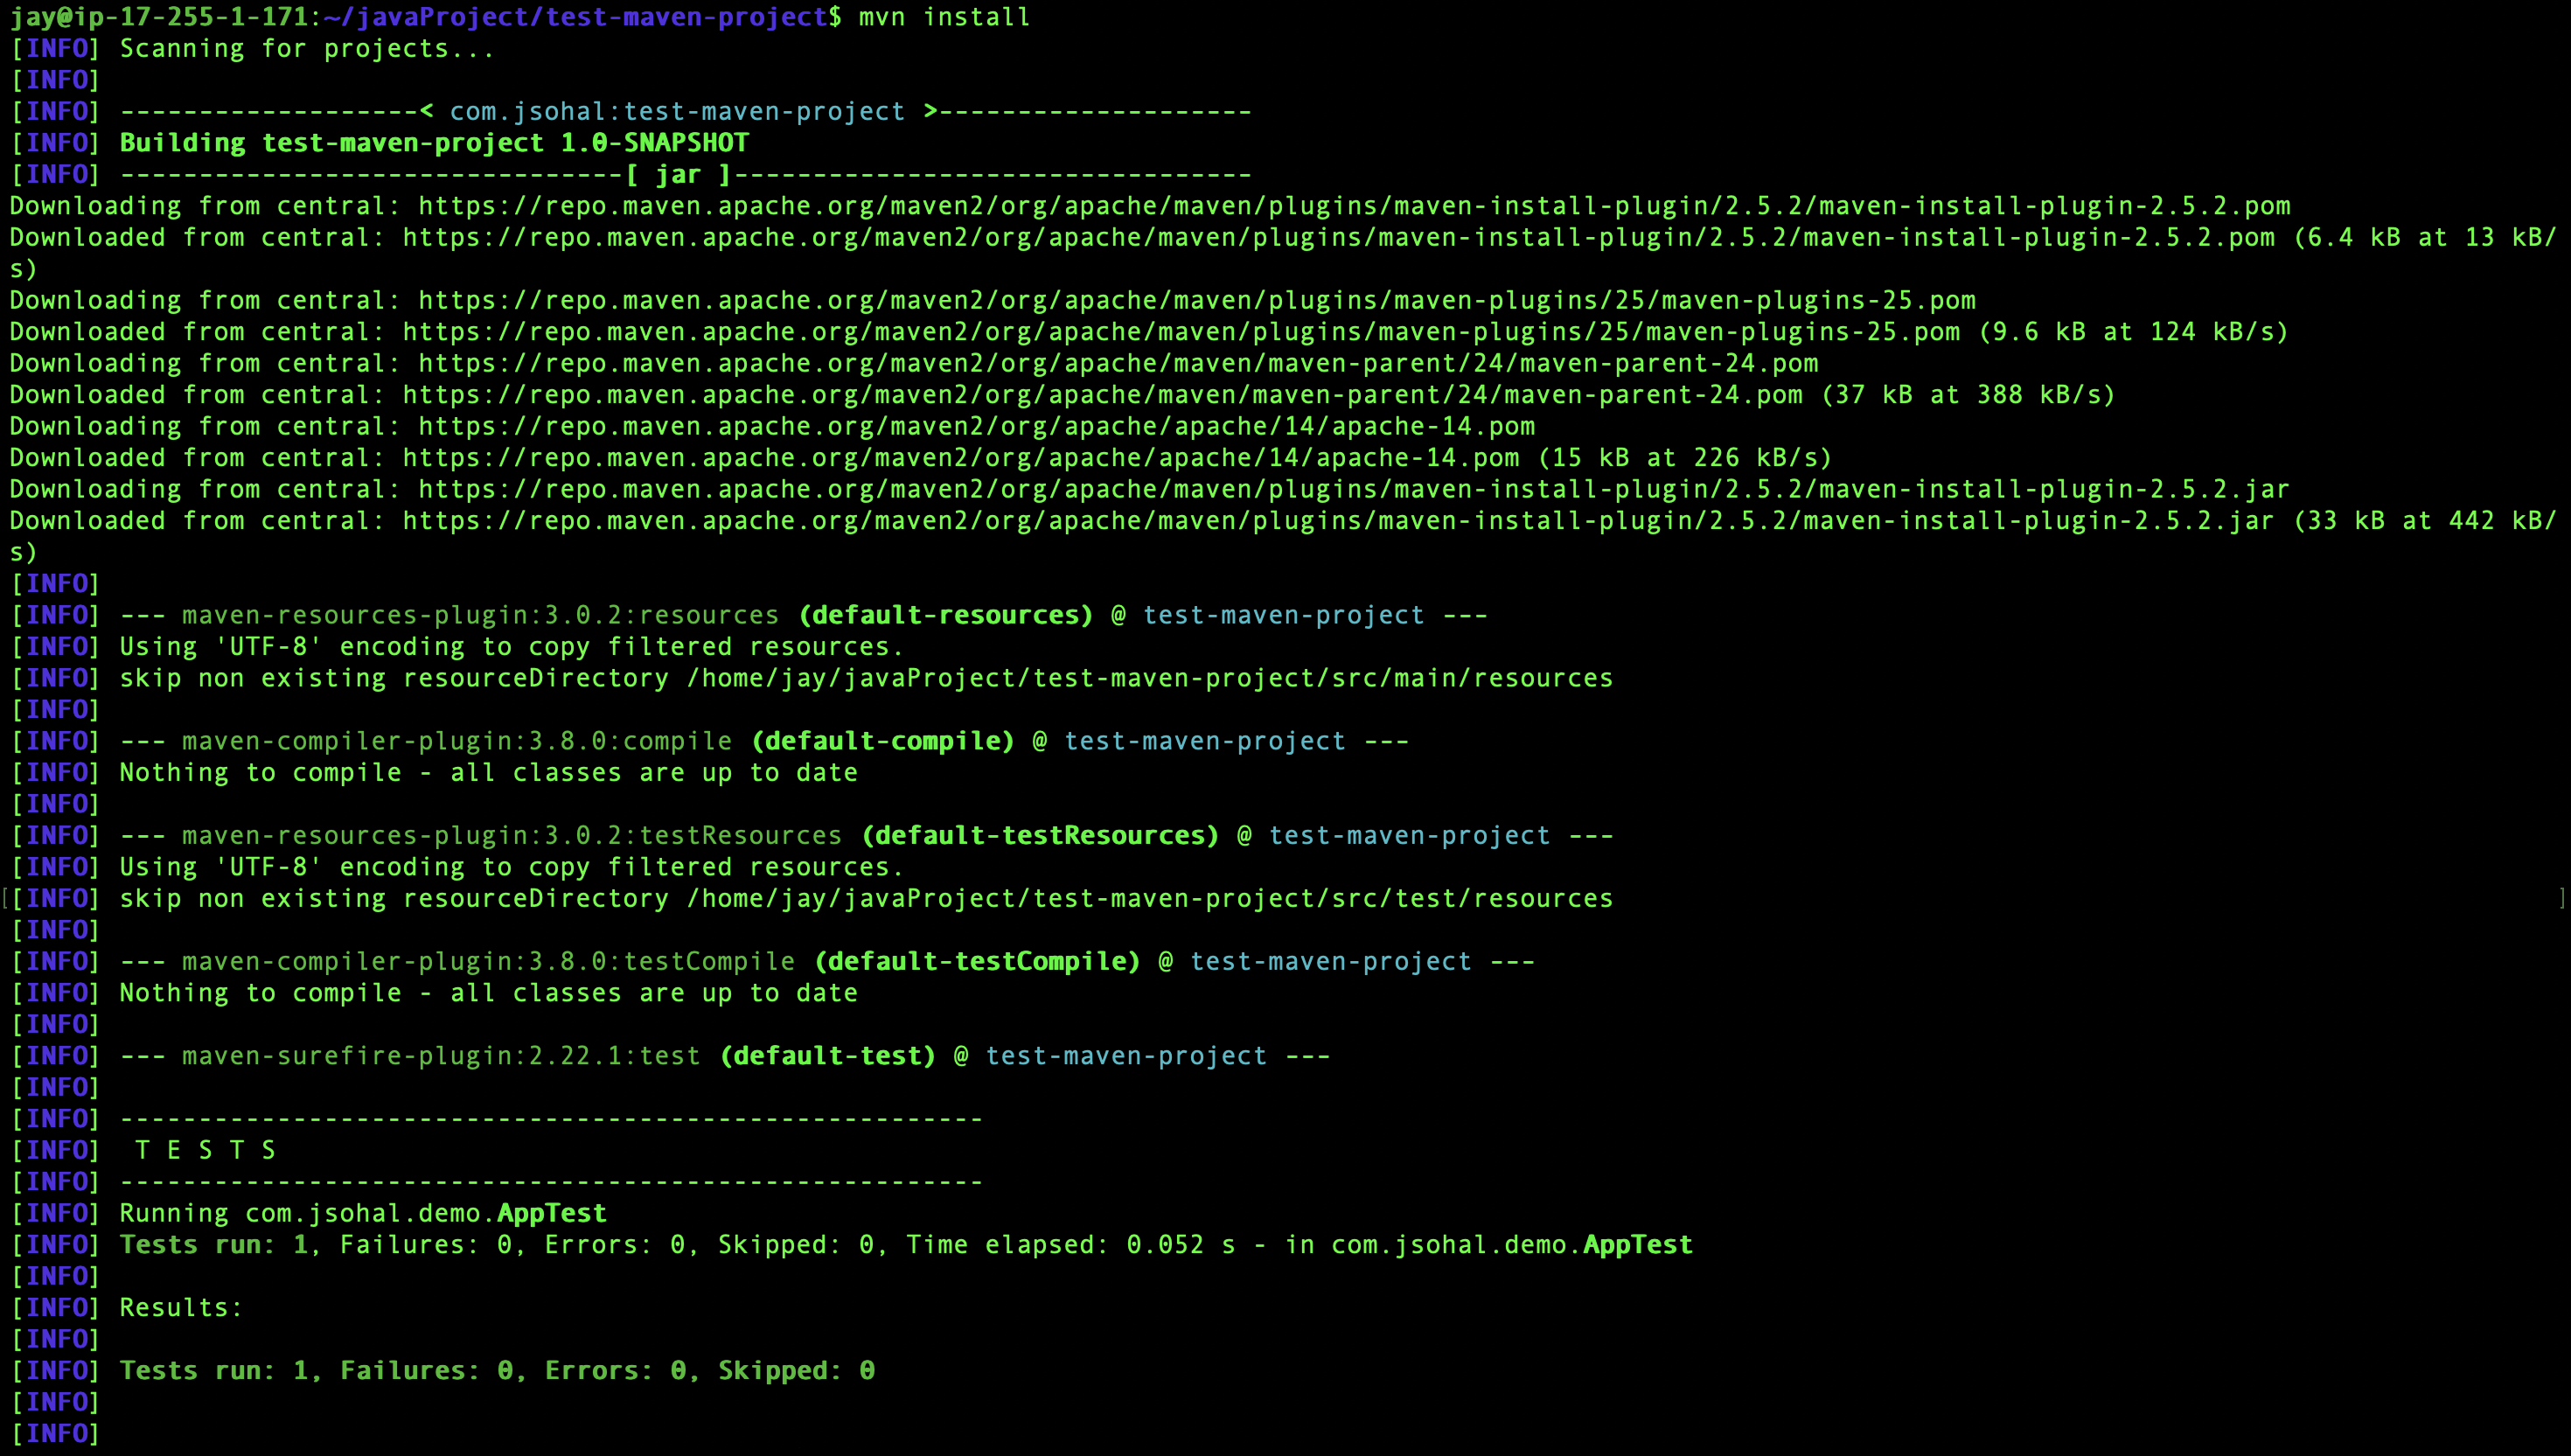 jay@ip-17-255-1-171:~/javaProject/test-maven-project$ mvn install
[INFO] Scanning for projects...
[INFO]
[INFO] -------------------< com.jsohal:test-maven-project >--------------------
[INFO] Building test-maven-project 1.0-SNAPSHOT
[INFO] --------------------------------[ jar ]---------------------------------
Downloading from central: https://repo.maven.apache.org/maven2/org/apache/maven/plugins/maven-install-plugin/2.5.2/maven-install-plugin-2.5.2.pom
Downloaded from central: https://repo.maven.apache.org/maven2/org/apache/maven/plugins/maven-install-plugin/2.5.2/maven-install-plugin-2.5.2.pom (6.4 kB at 13 kB/
s)
Downloading from central: https://repo.maven.apache.org/maven2/org/apache/maven/plugins/maven-plugins/25/maven-plugins-25.pom
Downloaded from central: https://repo.maven.apache.org/maven2/org/apache/maven/plugins/maven-plugins/25/maven-plugins-25.pom (9.6 kB at 124 kB/s)
Downloading from central: https://repo.maven.apache.org/maven2/org/apache/maven/maven-parent/24/maven-parent-24.pom
Downloaded from central: https://repo.maven.apache.org/maven2/org/apache/maven/maven-parent/24/maven-parent-24.pom (37 kB at 388 kB/s)
Downloading from central: https://repo.maven.apache.org/maven2/org/apache/apache/14/apache-14.pom
Downloaded from central: https://repo.maven.apache.org/maven2/org/apache/apache/14/apache-14.pom (15 kB at 226 kB/s)
Downloading from central: https://repo.maven.apache.org/maven2/org/apache/maven/plugins/maven-install-plugin/2.5.2/maven-install-plugin-2.5.2.jar
Downloaded from central: https://repo.maven.apache.org/maven2/org/apache/maven/plugins/maven-install-plugin/2.5.2/maven-install-plugin-2.5.2.jar (33 kB at 442 kB/
s)
[INFO]
[INFO] --- maven-resources-plugin:3.0.2:resources (default-resources) @ test-maven-project ---
[INFO] Using 'UTF-8' encoding to copy filtered resources.
[INFO] skip non existing resourceDirectory /home/jay/javaProject/test-maven-project/src/main/resources
[INFO]
[INFO] --- maven-compiler-plugin:3.8.0:compile (default-compile) @ test-maven-project ---
[INFO] Nothing to compile - all classes are up to date
[INFO]
[INFO] --- maven-resources-plugin:3.0.2:testResources (default-testResources) @ test-maven-project ---
[INFO] Using 'UTF-8' encoding to copy filtered resources.
[[INFO] skip non existing resourceDirectory /home/jay/javaProject/test-maven-project/src/test/resources ]
[INFO]
[INFO] --- maven-compiler-plugin:3.8.0:testCompile (default-testCompile) @ test-maven-project ---
[INFO] Nothing to compile - all classes are up to date
[INFO]
[INFO] --- maven-surefire-plugin:2.22.1:test (default-test) @ test-maven-project ---
[INFO]
[INFO] -------------------------------------------------------
[INFO]  T E S T S
[INFO] -------------------------------------------------------
[INFO] Running com.jsohal.demo.AppTest
[INFO] Tests run: 1, Failures: 0, Errors: 0, Skipped: 0, Time elapsed: 0.052 s - in com.jsohal.demo.AppTest
[INFO]
[INFO] Results:
[INFO]
[INFO] Tests run: 1, Failures: 0, Errors: 0, Skipped: 0
[INFO]
[INFO]